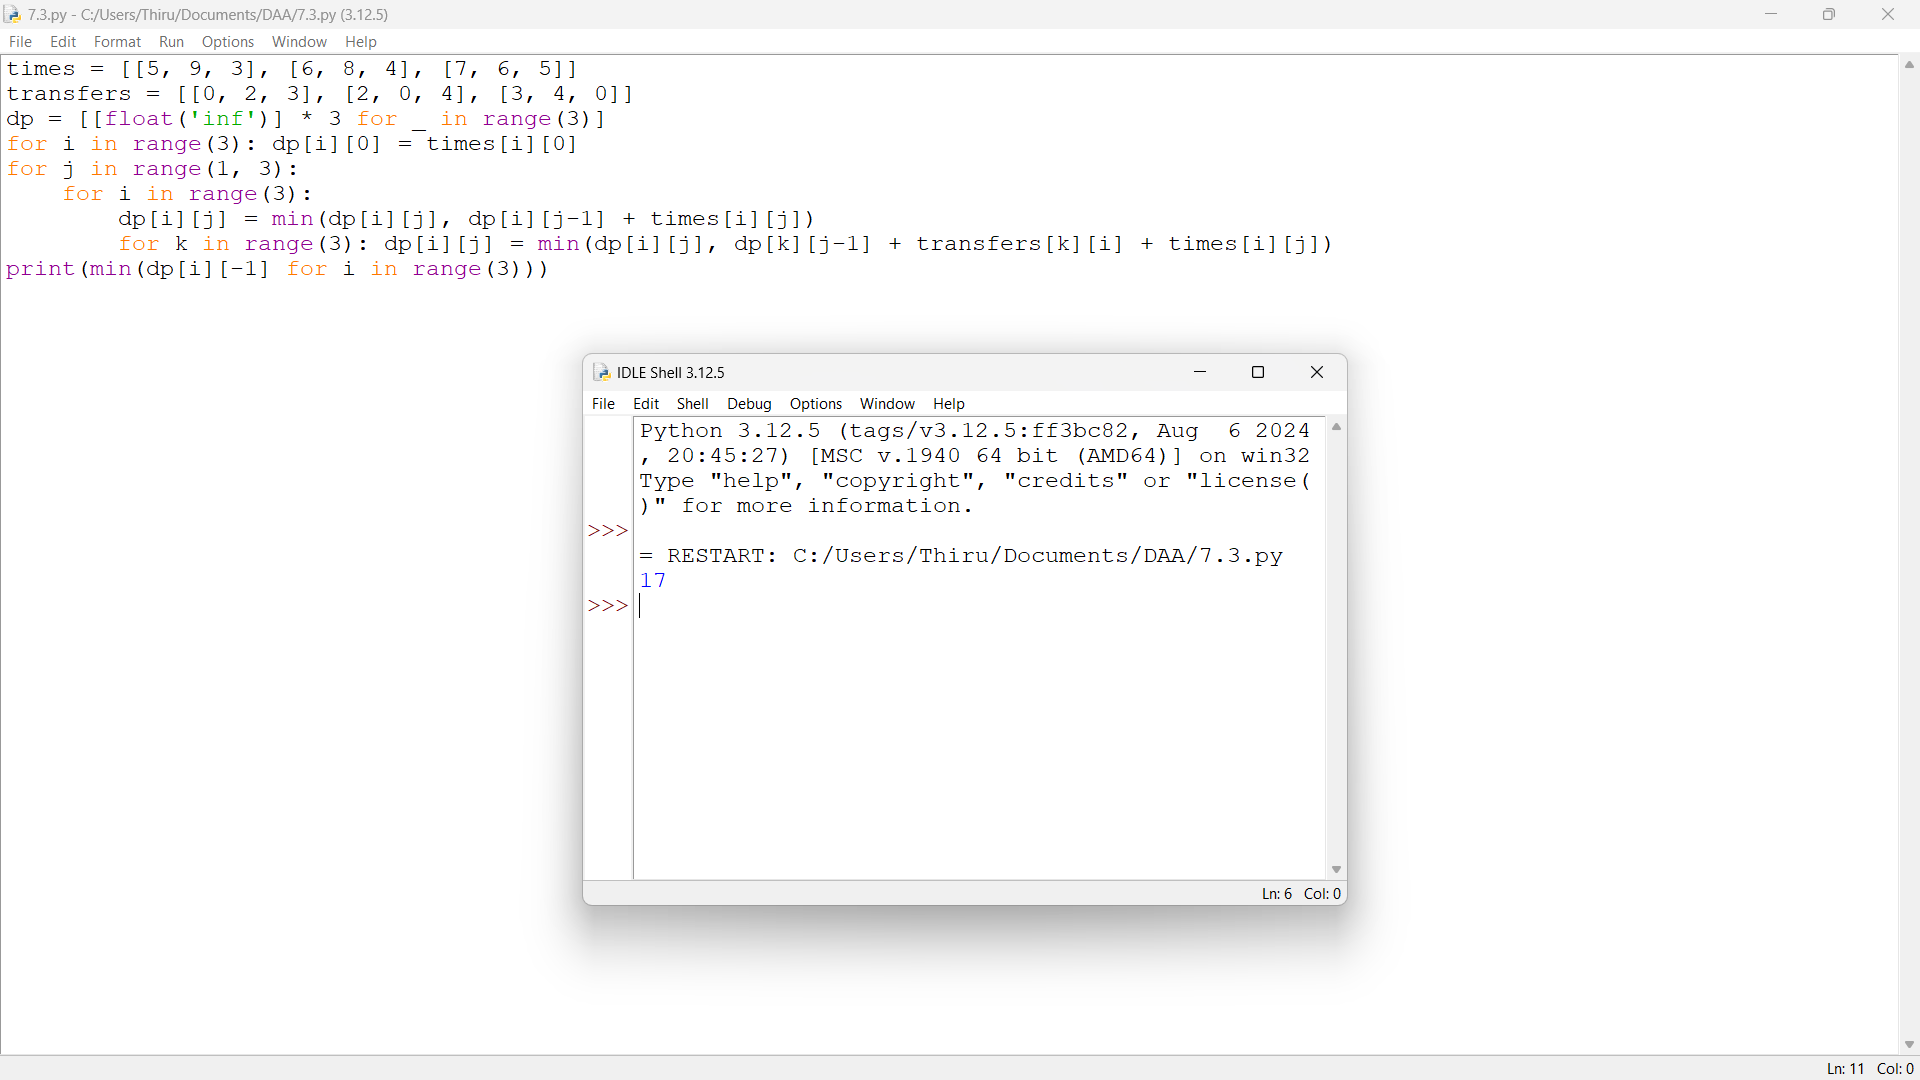 7.3.py - C:/Users/Thiru/Documents/DAA/7.3.py (3.12.5)
File Edit Format Run Options Window Help
times = [[5, 9, 3], [6, 8, 4], [7, 6, 5]]
transfers = [[0, 2, 3], [2, 0, 4], [3, 4, 0]]
dp = [[float('inf')] * 3 for _ in range(3)]
for i in range(3): dp[i][0] = times[i][0]
for j in range(1, 3):
    for i in range(3):
        dp[i][j] = min(dp[i][j], dp[i][j-1] + times[i][j])
        for k in range(3): dp[i][j] = min(dp[i][j], dp[k][j-1] + transfers[k][i] + times[i][j])
print(min(dp[i][-1] for i in range(3)))
IDLE Shell 3.12.5
File Edit Shell Debug Options Window Help
Python 3.12.5 (tags/v3.12.5:ff3bc82, Aug  6 2024
, 20:45:27) [MSC v.1940 64 bit (AMD64)] on win32
Type "help", "copyright", "credits" or "license(
)" for more information.
>>>
= RESTART: C:/Users/Thiru/Documents/DAA/7.3.py
17
>>>
Ln: 6 Col: 0
Ln: 11 Col: 0